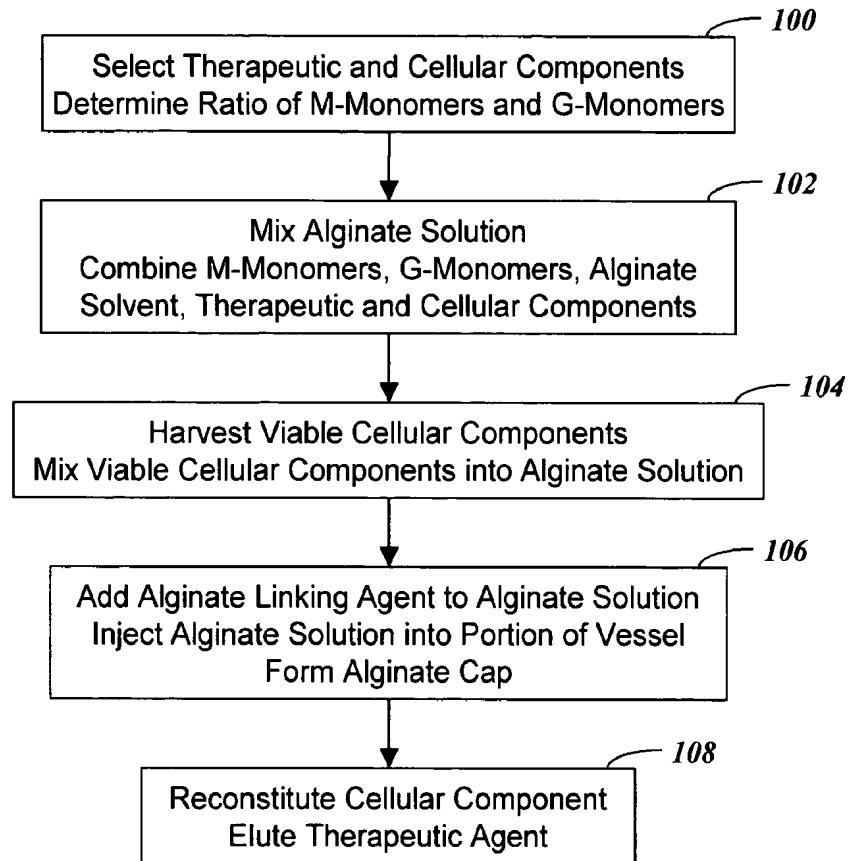 100
Select Therapeutic and Cellular Components
Determine Ratio of M-Monomers and G-Monomers
102
Mix Alginate Solution
Combine M-Monomers, G-Monomers, Alginate
Solvent, Therapeutic and Cellular Components
104
Harvest Viable Cellular Components
Mix Viable Cellular Components into Alginate Solution
106
Add Alginate Linking Agent to Alginate Solution
Inject Alginate Solution into Portion of Vessel
Form Alginate Cap
108
Reconstitute Cellular Component
Elute Therapeutic Agent